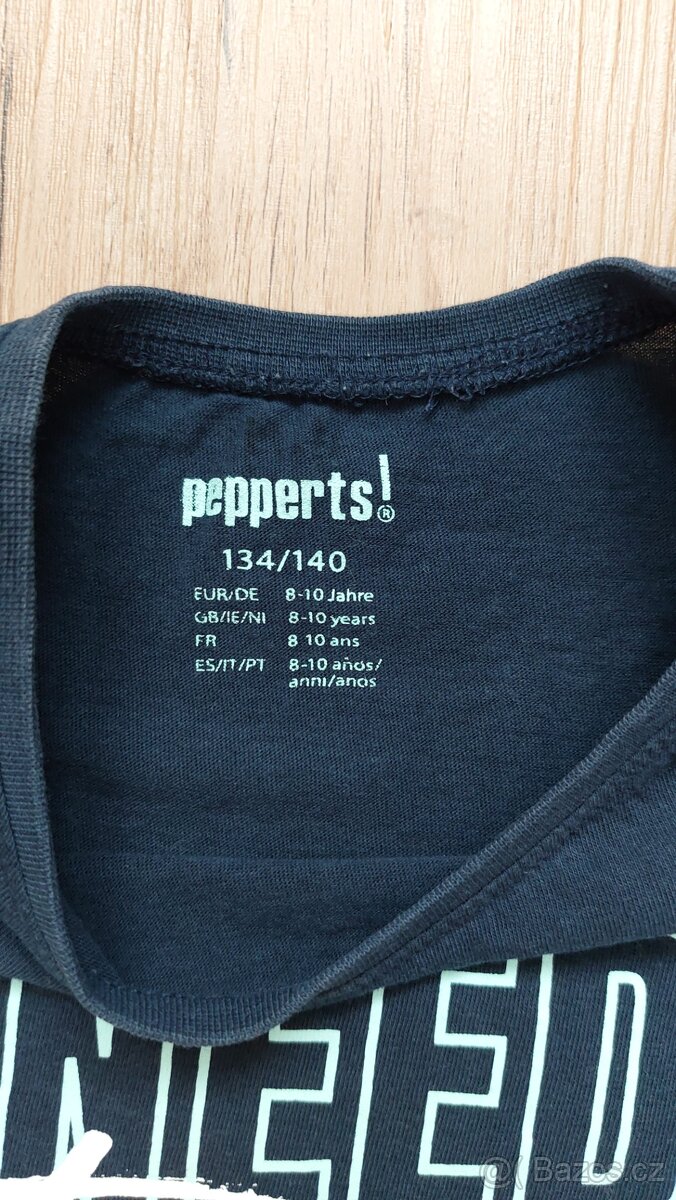 pepperts!®
134/140
EUR/DE 8-10 Jahre
GB/IE/NI 8-10 years
FR 8 10 ans
ES/IT/PT 8-10 años/
anni/anos
NEED
Bazos.cz